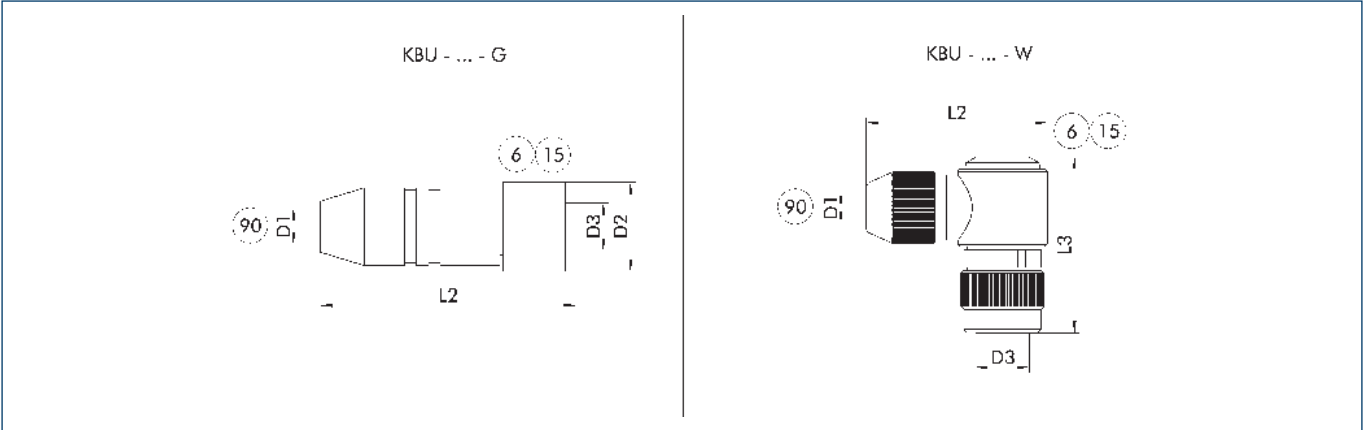 KBU - ... - G
6 15
90 D1
D3 D2
L2
KBU - ... - W
L2
6 15
90 D1
L3
D3